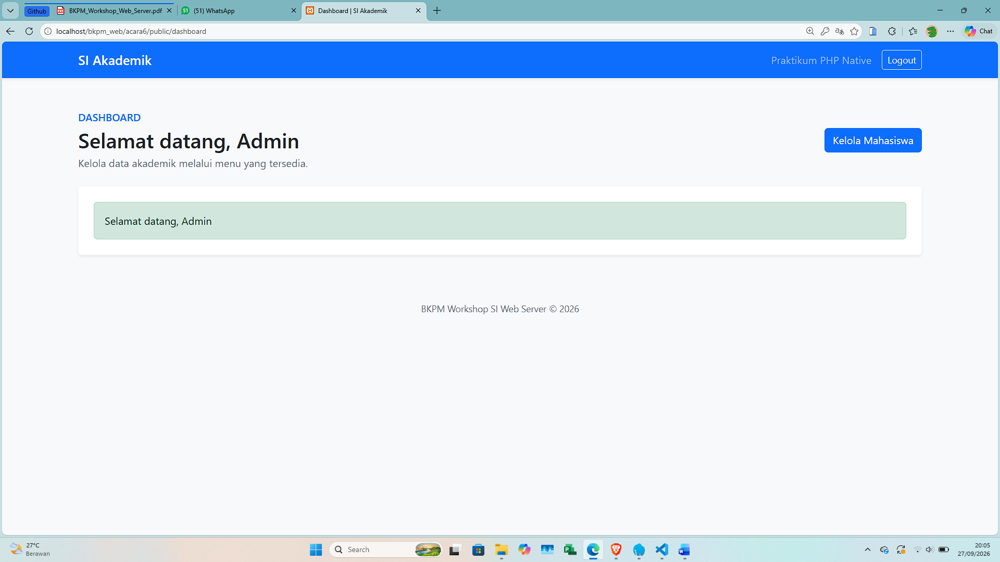 Github
BKPM_Workshop_Web_Server.pdf
51
(51) WhatsApp
Dashboard | SI Akademik
localhost/bkpm_web/acara6/public/dashboard
Chat
SI Akademik
Praktikum PHP Native
Logout
DASHBOARD
Selamat datang, Admin
Kelola Mahasiswa
Kelola data akademik melalui menu yang tersedia.
Selamat datang, Admin
BKPM Workshop SI Web Server © 2026
27°C
Berawan
Search
20:05
27/09/2026